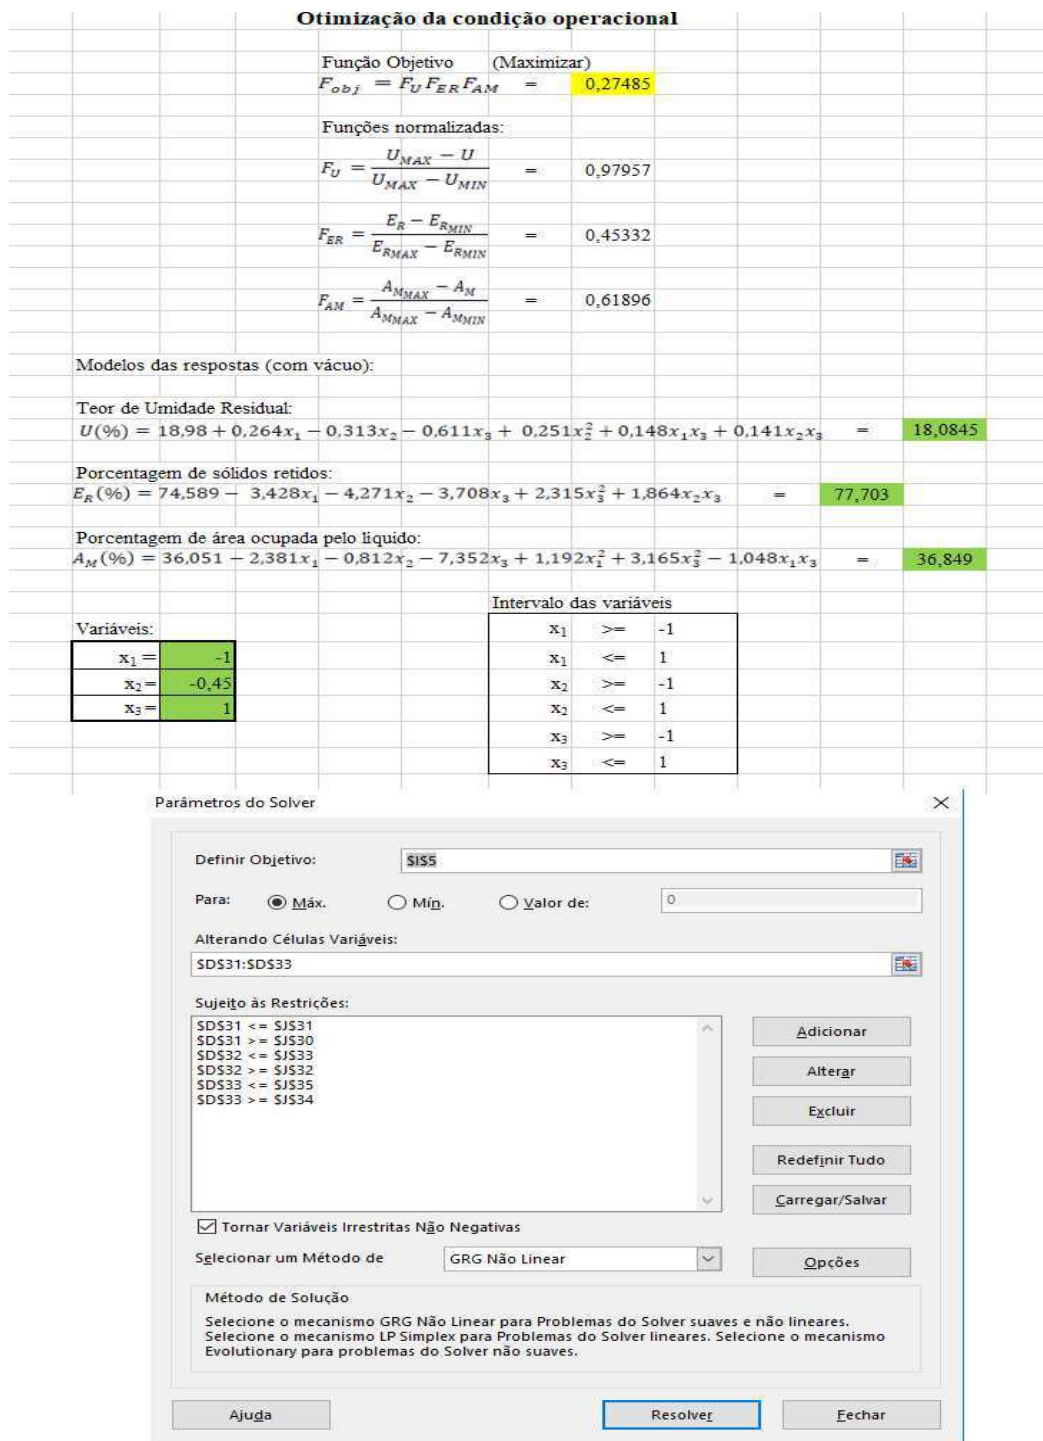 Otimização da condição operacional
Função Objetivo (Maximizar)
F_obj = F_U F_ER F_AM = 0,27485
Funções normalizadas:
F_U = (U_MAX − U) / (U_MAX − U_MIN) = 0,97957
F_ER = (E_R − E_R_MIN) / (E_R_MAX − E_R_MIN) = 0,45332
F_AM = (A_M_MAX − A_M) / (A_M_MAX − A_M_MIN) = 0,61896
Modelos das respostas (com vácuo):
Teor de Umidade Residual:
U(%) = 18,98 + 0,264x₁ − 0,313x₂ − 0,611x₃ + 0,251x₂² + 0,148x₁x₃ + 0,141x₂x₃ = 18,0845
Porcentagem de sólidos retidos:
E_R(%) = 74,589 − 3,428x₁ − 4,271x₂ − 3,708x₃ + 2,315x₃² + 1,864x₂x₃ = 77,703
Porcentagem de área ocupada pelo líquido:
A_M(%) = 36,051 − 2,381x₁ − 0,812x₂ − 7,352x₃ + 1,192x₁² + 3,165x₃² − 1,048x₁x₃ = 36,849
Intervalo das variáveis
Variáveis: x₁ >= -1
x₁ = -1 x₁ <= 1
x₂ = -0,45 x₂ >= -1
x₃ = 1 x₂ <= 1
x₃ >= -1
x₃ <= 1
Parâmetros do Solver
Definir Objetivo: $I$5
Para: Máx. Mín. Valor de: 0
Alterando Células Variáveis:
$D$31:$D$33
Sujeito às Restrições:
$D$31 <= $J$31
$D$31 >= $J$30
$D$32 <= $J$33
$D$32 >= $J$32
$D$33 <= $J$35
$D$33 >= $J$34
Adicionar
Alterar
Excluir
Redefinir Tudo
Carregar/Salvar
Tornar Variáveis Irrestritas Não Negativas
Selecionar um Método de GRG Não Linear Opções
Método de Solução
Selecione o mecanismo GRG Não Linear para Problemas do Solver suaves e não lineares.
Selecione o mecanismo LP Simplex para Problemas do Solver lineares. Selecione o mecanismo
Evolutionary para problemas do Solver não suaves.
Ajuda Resolver Fechar